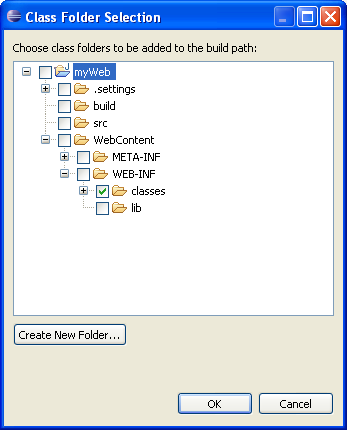 Class Folder Selection
Choose class folders to be added to the build path:
myWeb
.settings
build
src
WebContent
META-INF
WEB-INF
classes
lib
Create New Folder...
OK
Cancel